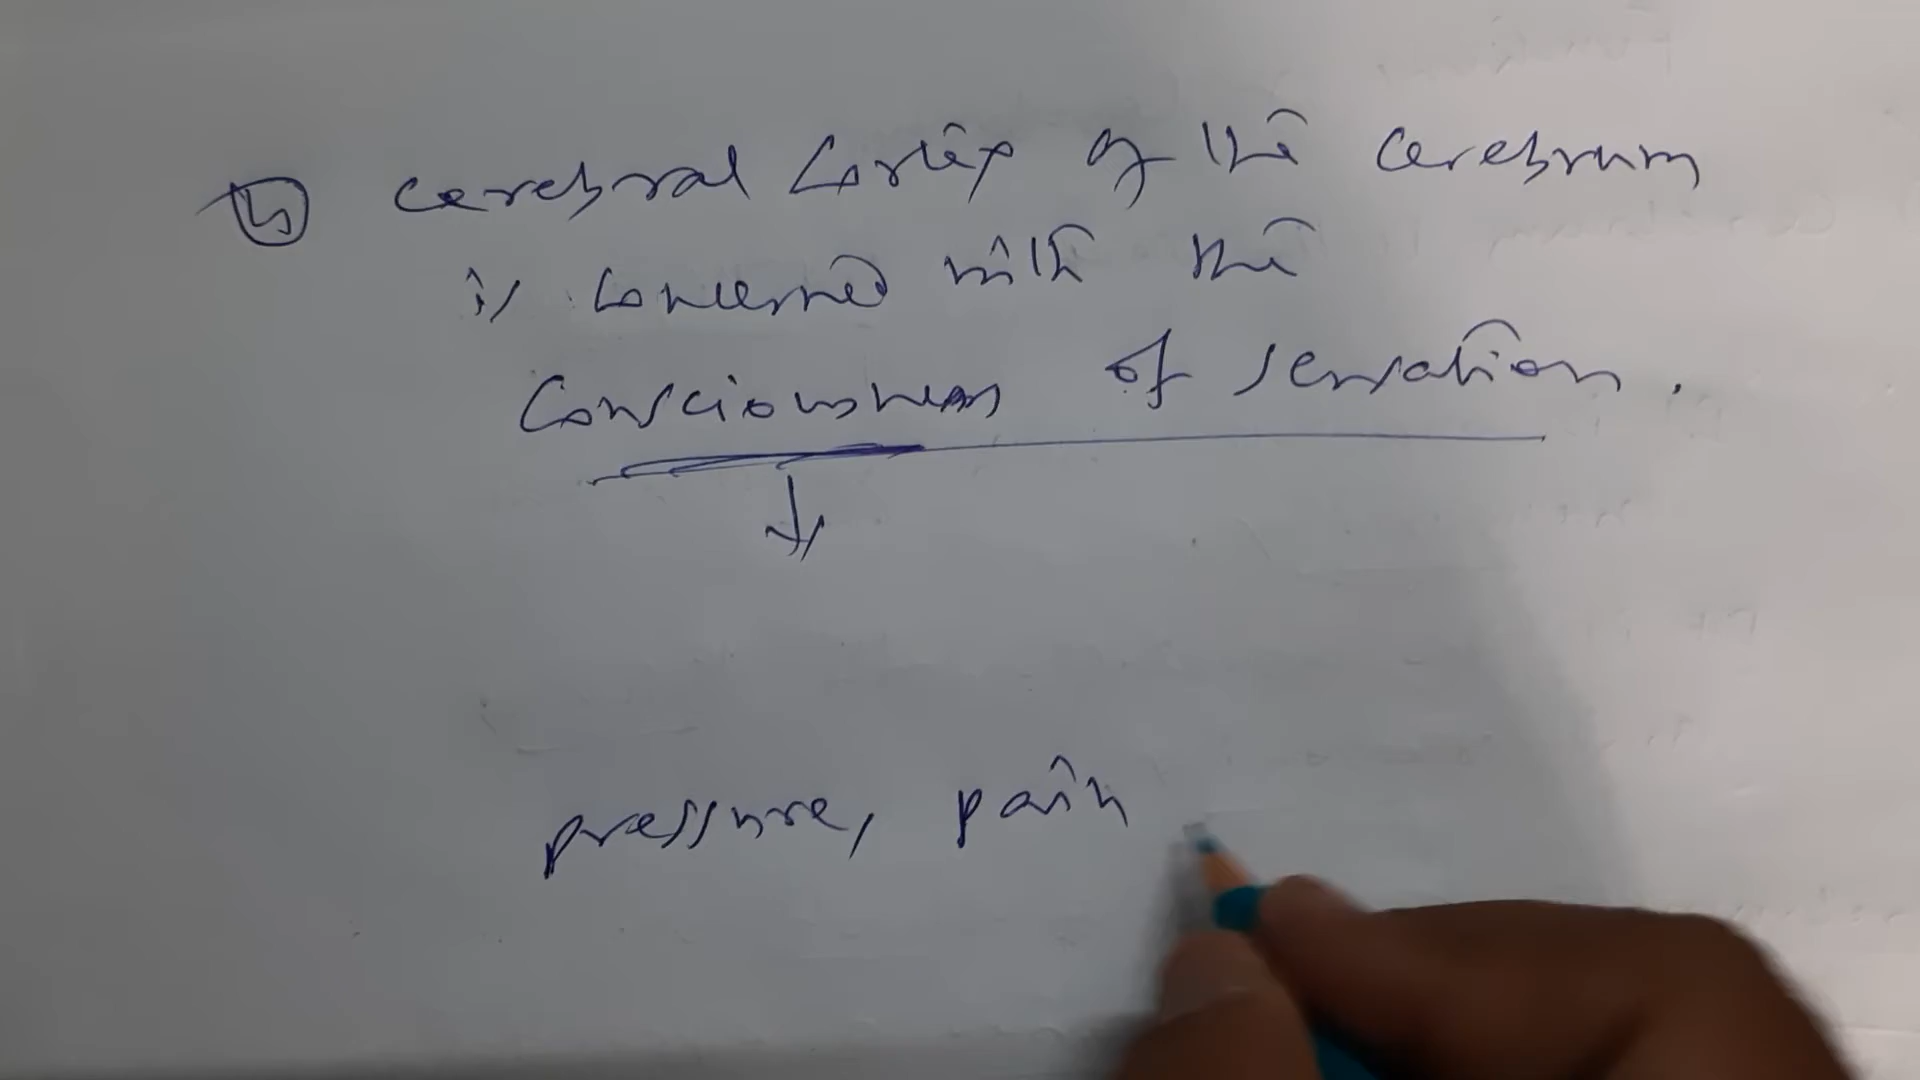 cerebral cortex of the cerebrum
is concerned with the
consciousness of sensation.
pressure, pain